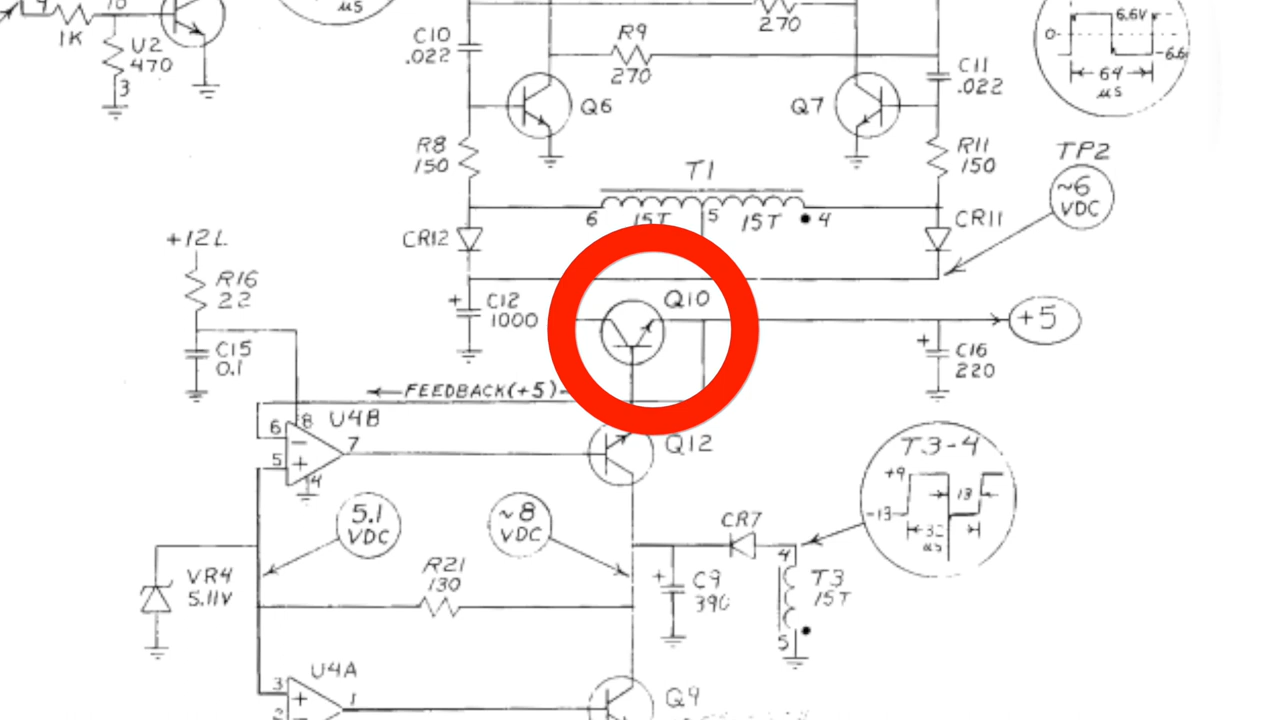 10
1K
U2
470
3
µs
C10
.022
R9
270
270
C11
.022
6.6V
0-
-6.6
64
µs
Q6
Q7
R8
150
R11
150
TP2
~6
VDC
T1
6
15T
5
15T
4
CR12
CR11
+12L
R16
22
C15
0.1
+
C12
1000
Q10
+5
+
C16
220
FEEDBACK(+5)
U4B
8
6
-
7
5
+
4
Q12
T3-4
+9
13
-13
µs
5.1
VDC
~8
VDC
CR7
4
T3
15T
5
VR4
5.11V
R21
130
+
C9
390
U4A
3
+
1
2
Q9